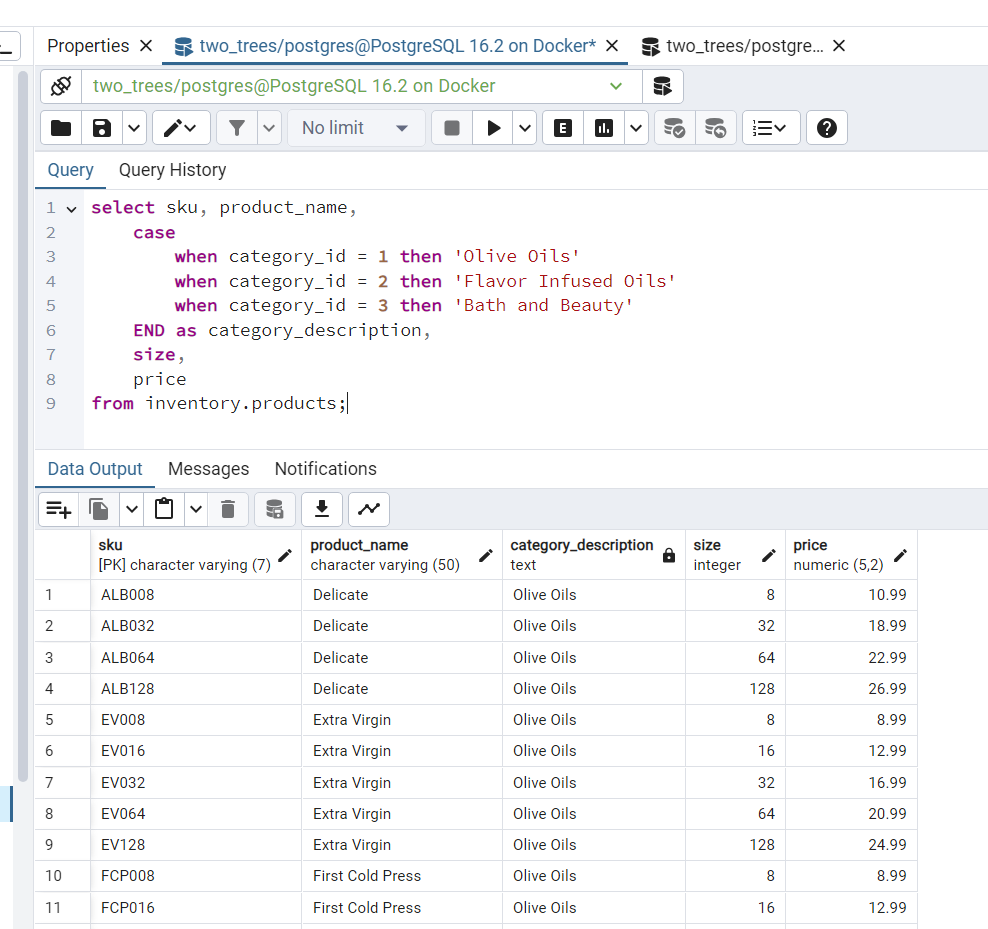 Properties
two_trees/postgres@PostgreSQL 16.2 on Docker*
two_trees/postgre...
two_trees/postgres@PostgreSQL 16.2 on Docker
No limit
E
Query Query History
1 select sku, product_name,
2 case
3 when category_id = 1 then 'Olive Oils'
4 when category_id = 2 then 'Flavor Infused Oils'
5 when category_id = 3 then 'Bath and Beauty'
6 END as category_description,
7 size,
8 price
9 from inventory.products;
Data Output Messages Notifications
sku product_name category_description size price
[PK] character varying (7) character varying (50) text integer numeric (5,2)
1 ALB008 Delicate Olive Oils 8 10.99
2 ALB032 Delicate Olive Oils 32 18.99
3 ALB064 Delicate Olive Oils 64 22.99
4 ALB128 Delicate Olive Oils 128 26.99
5 EV008 Extra Virgin Olive Oils 8 8.99
6 EV016 Extra Virgin Olive Oils 16 12.99
7 EV032 Extra Virgin Olive Oils 32 16.99
8 EV064 Extra Virgin Olive Oils 64 20.99
9 EV128 Extra Virgin Olive Oils 128 24.99
10 FCP008 First Cold Press Olive Oils 8 8.99
11 FCP016 First Cold Press Olive Oils 16 12.99